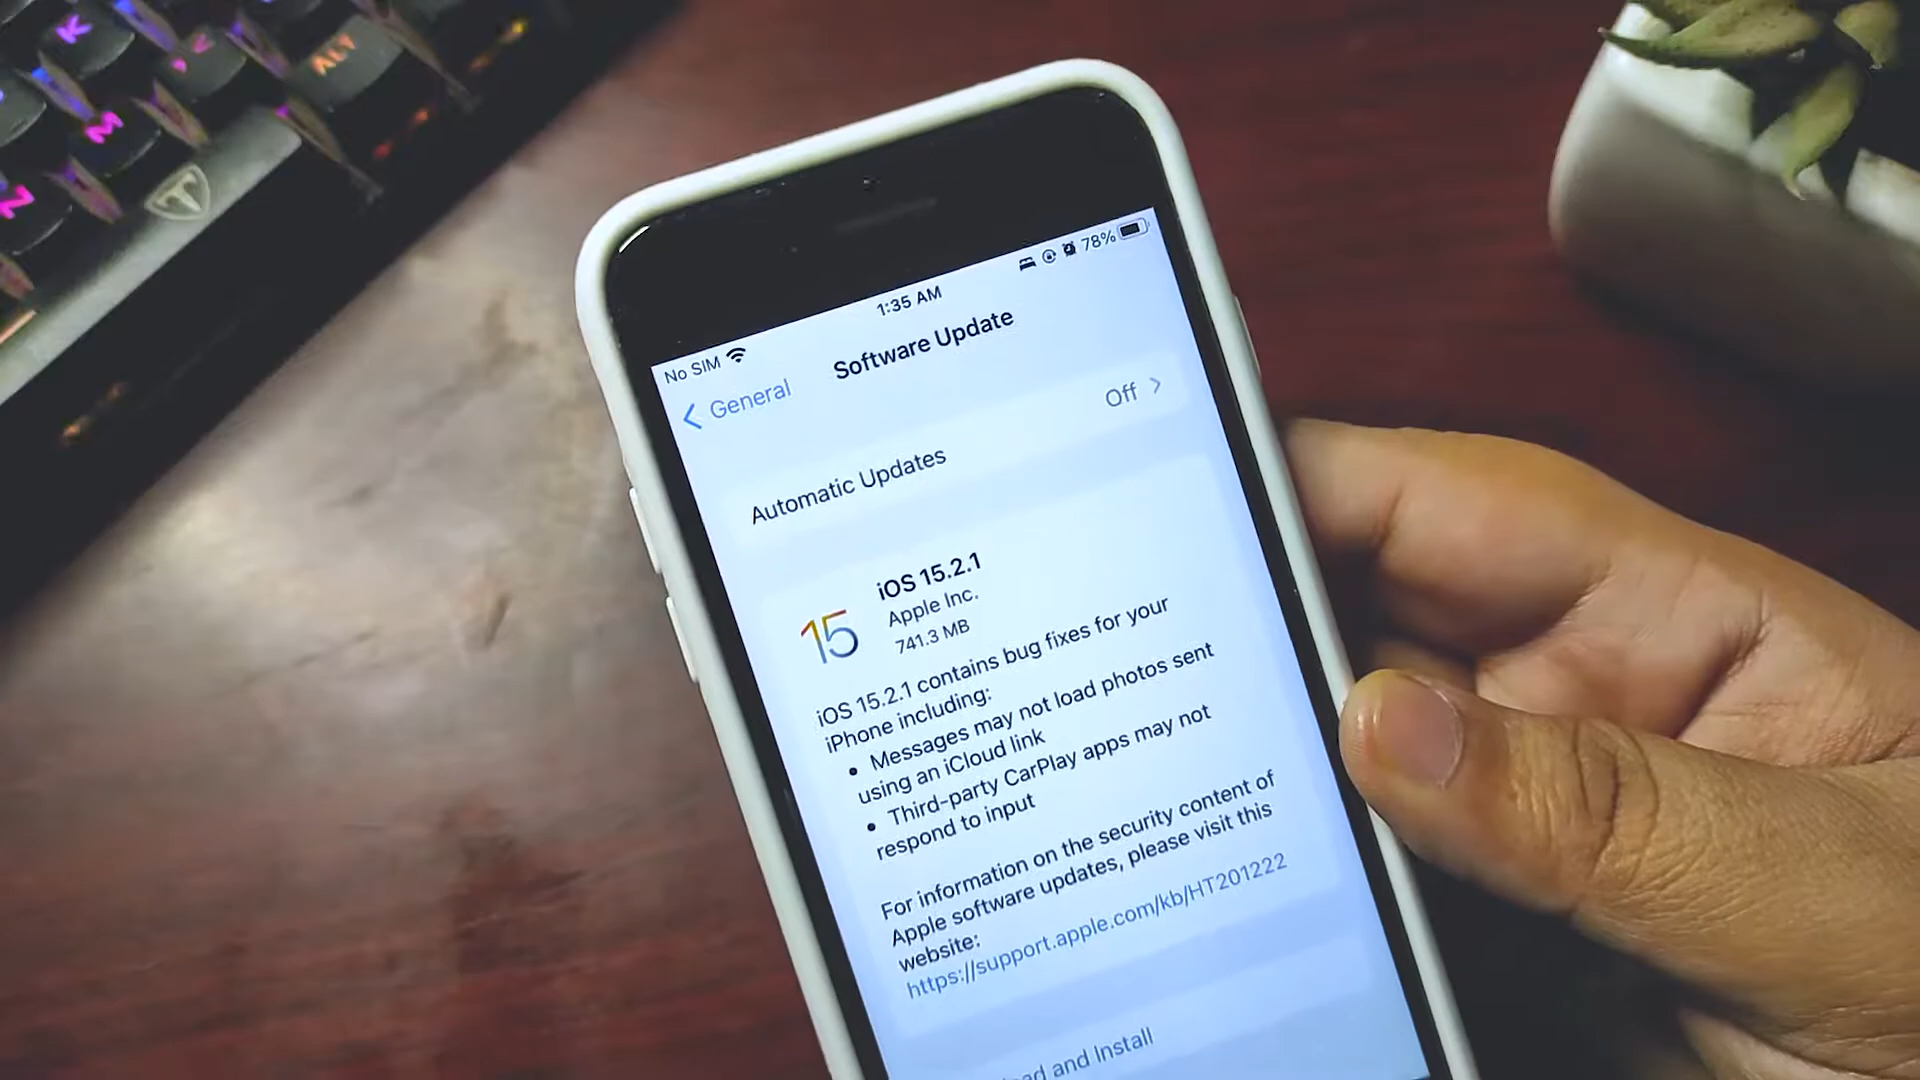 K
ALT
M
N
No SIM
1:35 AM
78%
General
Software Update
Automatic Updates
Off
15
iOS 15.2.1
Apple Inc.
741.3 MB
iOS 15.2.1 contains bug fixes for your
iPhone including:
• Messages may not load photos sent
using an iCloud link
• Third-party CarPlay apps may not
respond to input
For information on the security content of
Apple software updates, please visit this
website:
https://support.apple.com/kb/HT201222
and Install